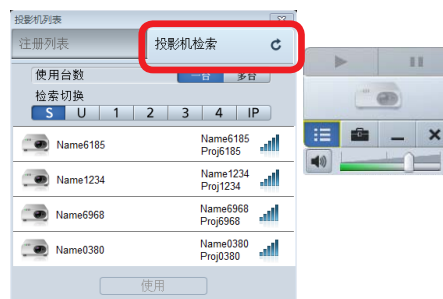 投影机列表
注册列表
投影机检索
使用台数
一台 多台
检索切换
S U 1 2 3 4 IP
Name6185 Name6185
Proj6185
Name1234 Name1234
Proj1234
Name6968 Name6968
Proj6968
Name0380 Name0380
Proj0380
使用